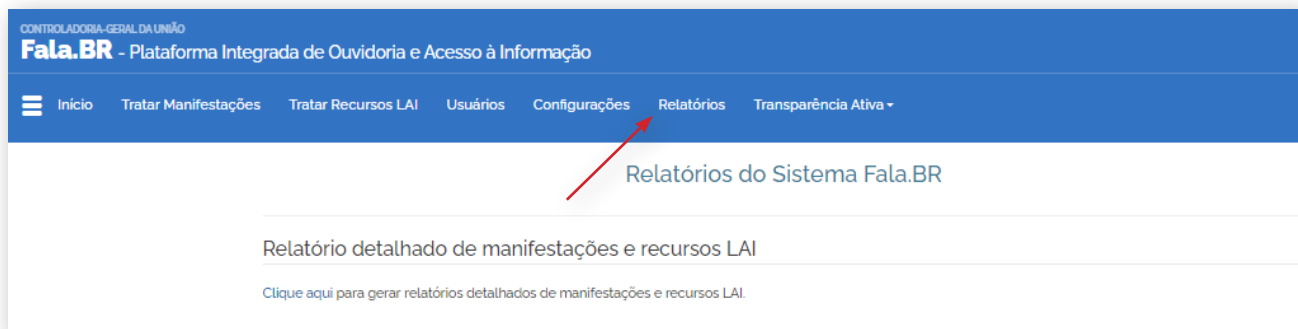 CONTROLADORIA-GERAL DA UNIÃO
Fala.BR - Plataforma Integrada de Ouvidoria e Acesso à Informação
Início Tratar Manifestações Tratar Recursos LAI Usuários Configurações Relatórios Transparência Ativa
Relatórios do Sistema Fala.BR
Relatório detalhado de manifestações e recursos LAI
Clique aqui para gerar relatórios detalhados de manifestações e recursos LAI.